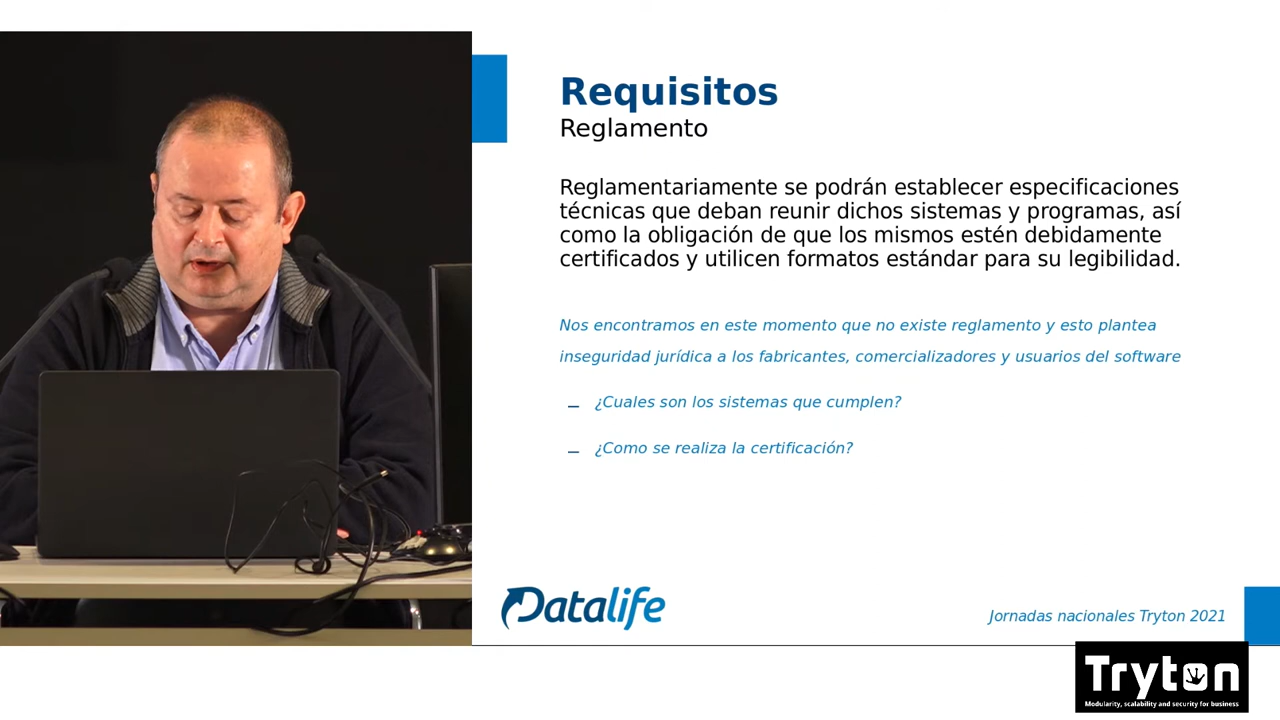 Requisitos
Reglamento
Reglamentariamente se podrán establecer especificaciones
técnicas que deban reunir dichos sistemas y programas, así
como la obligación de que los mismos estén debidamente
certificados y utilicen formatos estándar para su legibilidad.
Nos encontramos en este momento que no existe reglamento y esto plantea
inseguridad jurídica a los fabricantes, comercializadores y usuarios del software
– ¿Cuales son los sistemas que cumplen?
– ¿Como se realiza la certificación?
Datalife
Jornadas nacionales Tryton 2021
Tryton
Modularity, scalability and security for business